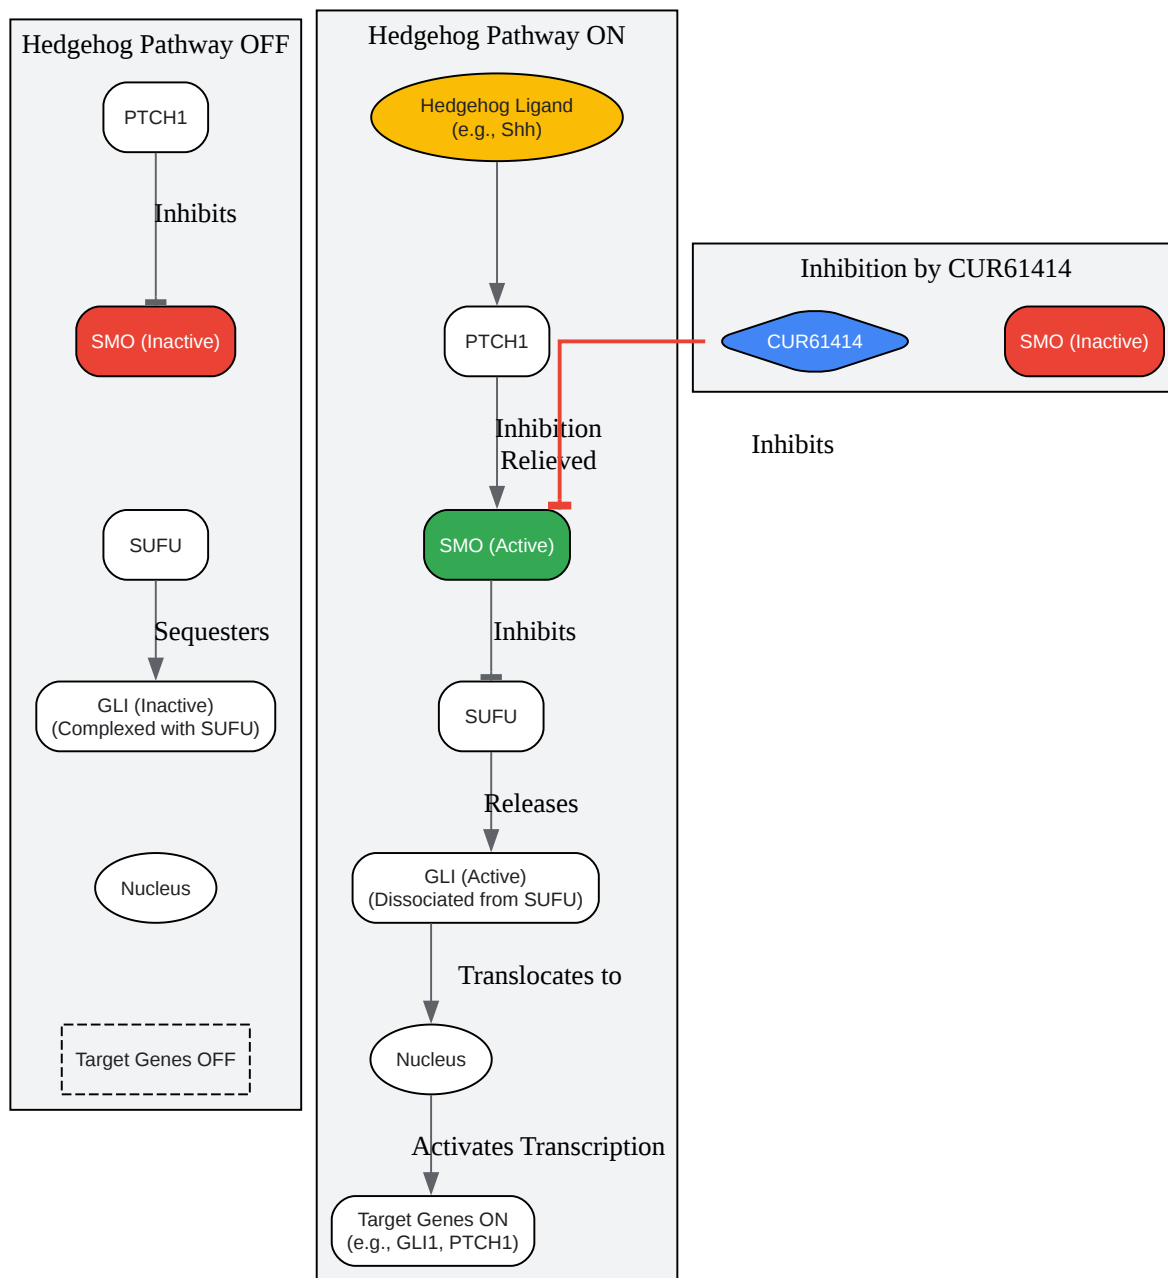 Hedgehog Pathway OFF
PTCH1
Inhibits
SMO (Inactive)
SUFU
Sequesters
GLI (Inactive)
(Complexed with SUFU)
Nucleus
Target Genes OFF
Hedgehog Pathway ON
Hedgehog Ligand
(e.g., Shh)
PTCH1
Inhibition
Relieved
SMO (Active)
Inhibits
SUFU
Releases
GLI (Active)
(Dissociated from SUFU)
Translocates to
Nucleus
Activates Transcription
Target Genes ON
(e.g., GLI1, PTCH1)
Inhibition by CUR61414
CUR61414
SMO (Inactive)
Inhibits